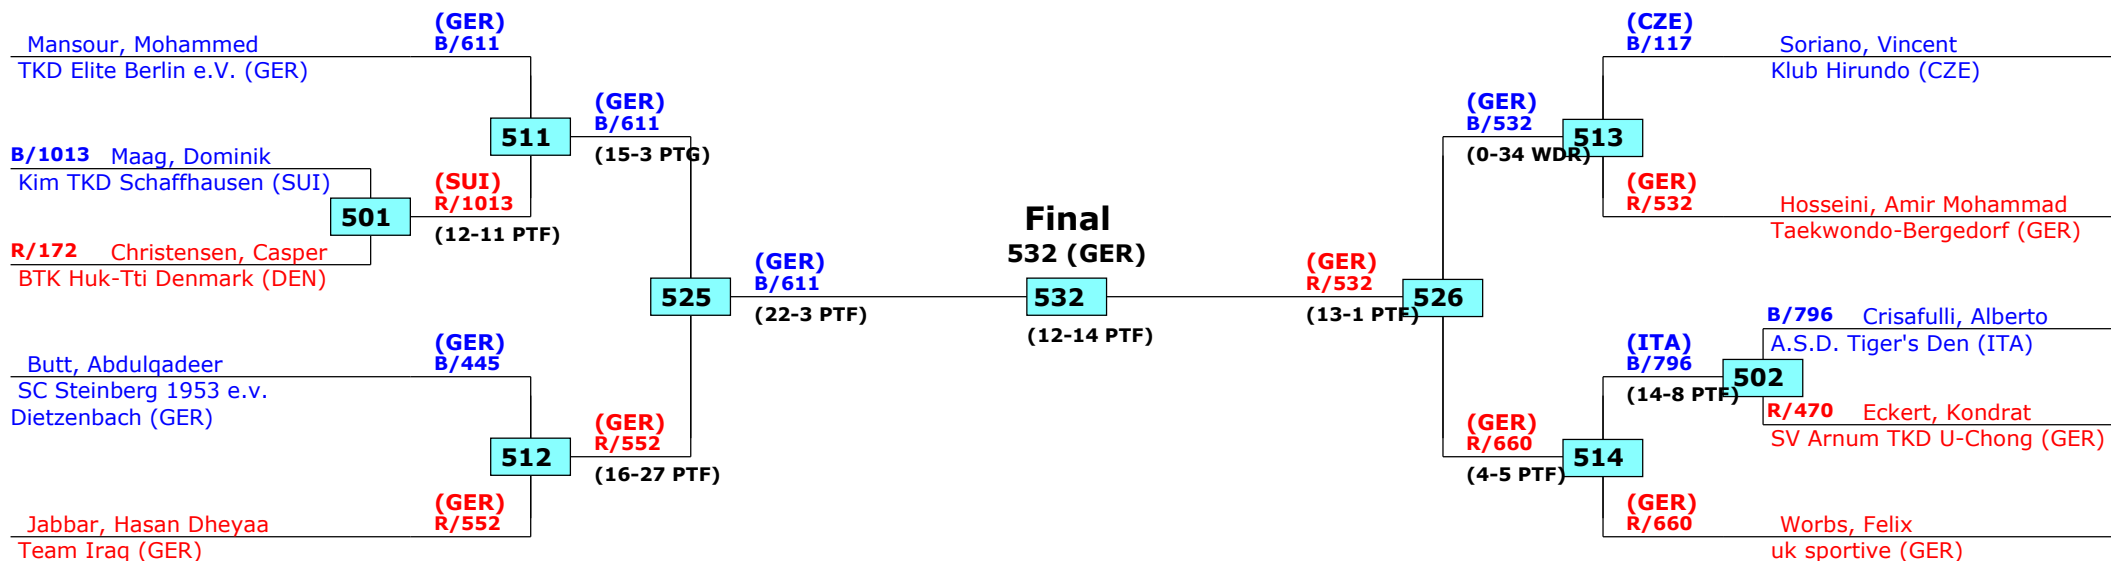 (GER)
B/611
Mansour, Mohammed
TKD Elite Berlin e.V. (GER)
511
(GER)
B/611
(15-3 PTG)
B/1013 Maag, Dominik
Kim TKD Schaffhausen (SUI)
501
(SUI)
R/1013
(12-11 PTF)
R/172 Christensen, Casper
BTK Huk-Tti Denmark (DEN)
525
(GER)
B/611
(22-3 PTF)
(GER)
B/445
Butt, Abdulqadeer
SC Steinberg 1953 e.v.
Dietzenbach (GER)
512
(GER)
R/552
(16-27 PTF)
(GER)
R/552
Jabbar, Hasan Dheyaa
Team Iraq (GER)
Final
532 (GER)
532
(12-14 PTF)
(CZE)
B/117
Soriano, Vincent
Klub Hirundo (CZE)
(GER)
B/532
(0-34 WDR)
513
(GER)
R/532
Hosseini, Amir Mohammad
Taekwondo-Bergedorf (GER)
(GER)
R/532
(13-1 PTF)
526
B/796 Crisafulli, Alberto
A.S.D. Tiger's Den (ITA)
(ITA)
B/796
(14-8 PTF)
502
R/470 Eckert, Kondrat
SV Arnum TKD U-Chong (GER)
(GER)
R/660
(4-5 PTF)
514
(GER)
R/660
Worbs, Felix
uk sportive (GER)